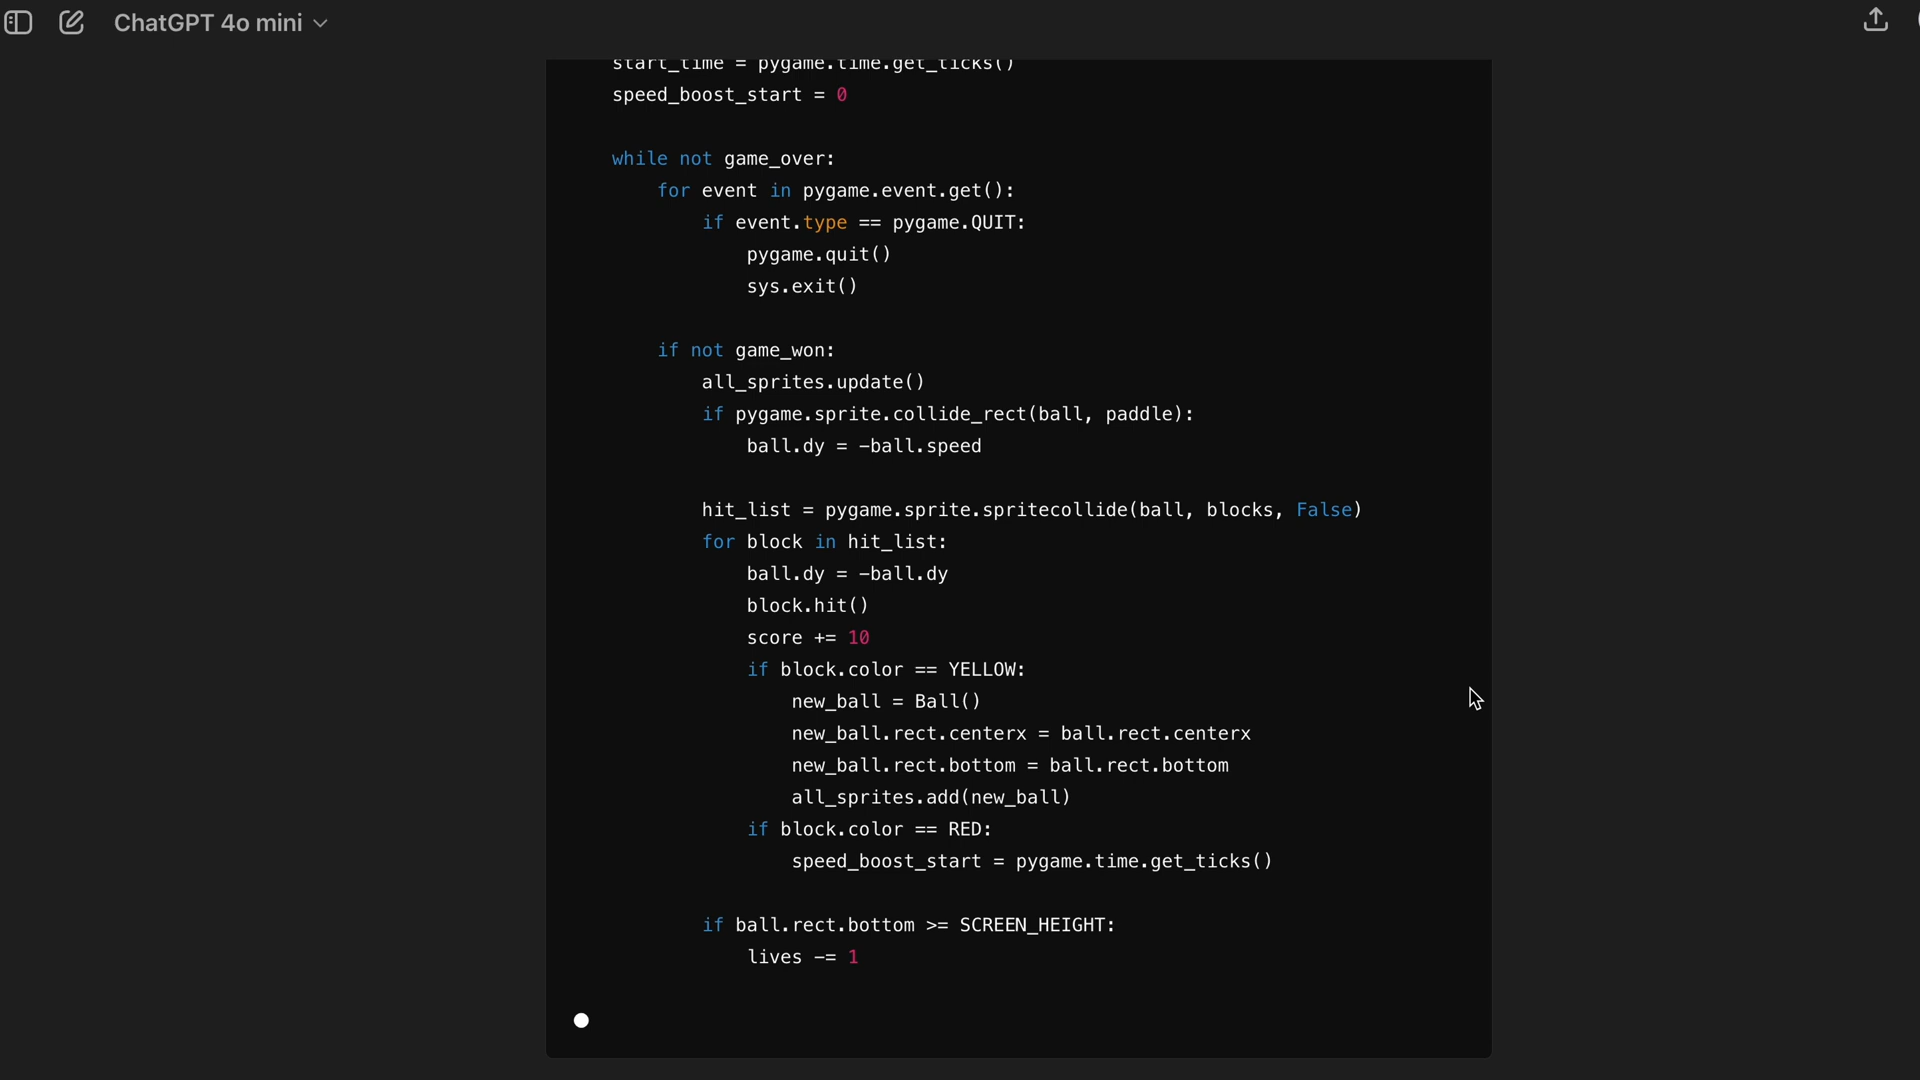 ChatGPT 4o mini
start_time = pygame.time.get_ticks()
speed_boost_start = 0
while not game_over:
for event in pygame.event.get():
if event.type == pygame.QUIT:
pygame.quit()
sys.exit()
if not game_won:
all_sprites.update()
if pygame.sprite.collide_rect(ball, paddle):
ball.dy = -ball.speed
hit_list = pygame.sprite.spritecollide(ball, blocks, False)
for block in hit_list:
ball.dy = -ball.dy
block.hit()
score += 10
if block.color == YELLOW:
new_ball = Ball()
new_ball.rect.centerx = ball.rect.centerx
new_ball.rect.bottom = ball.rect.bottom
all_sprites.add(new_ball)
if block.color == RED:
speed_boost_start = pygame.time.get_ticks()
if ball.rect.bottom >= SCREEN_HEIGHT:
lives -= 1